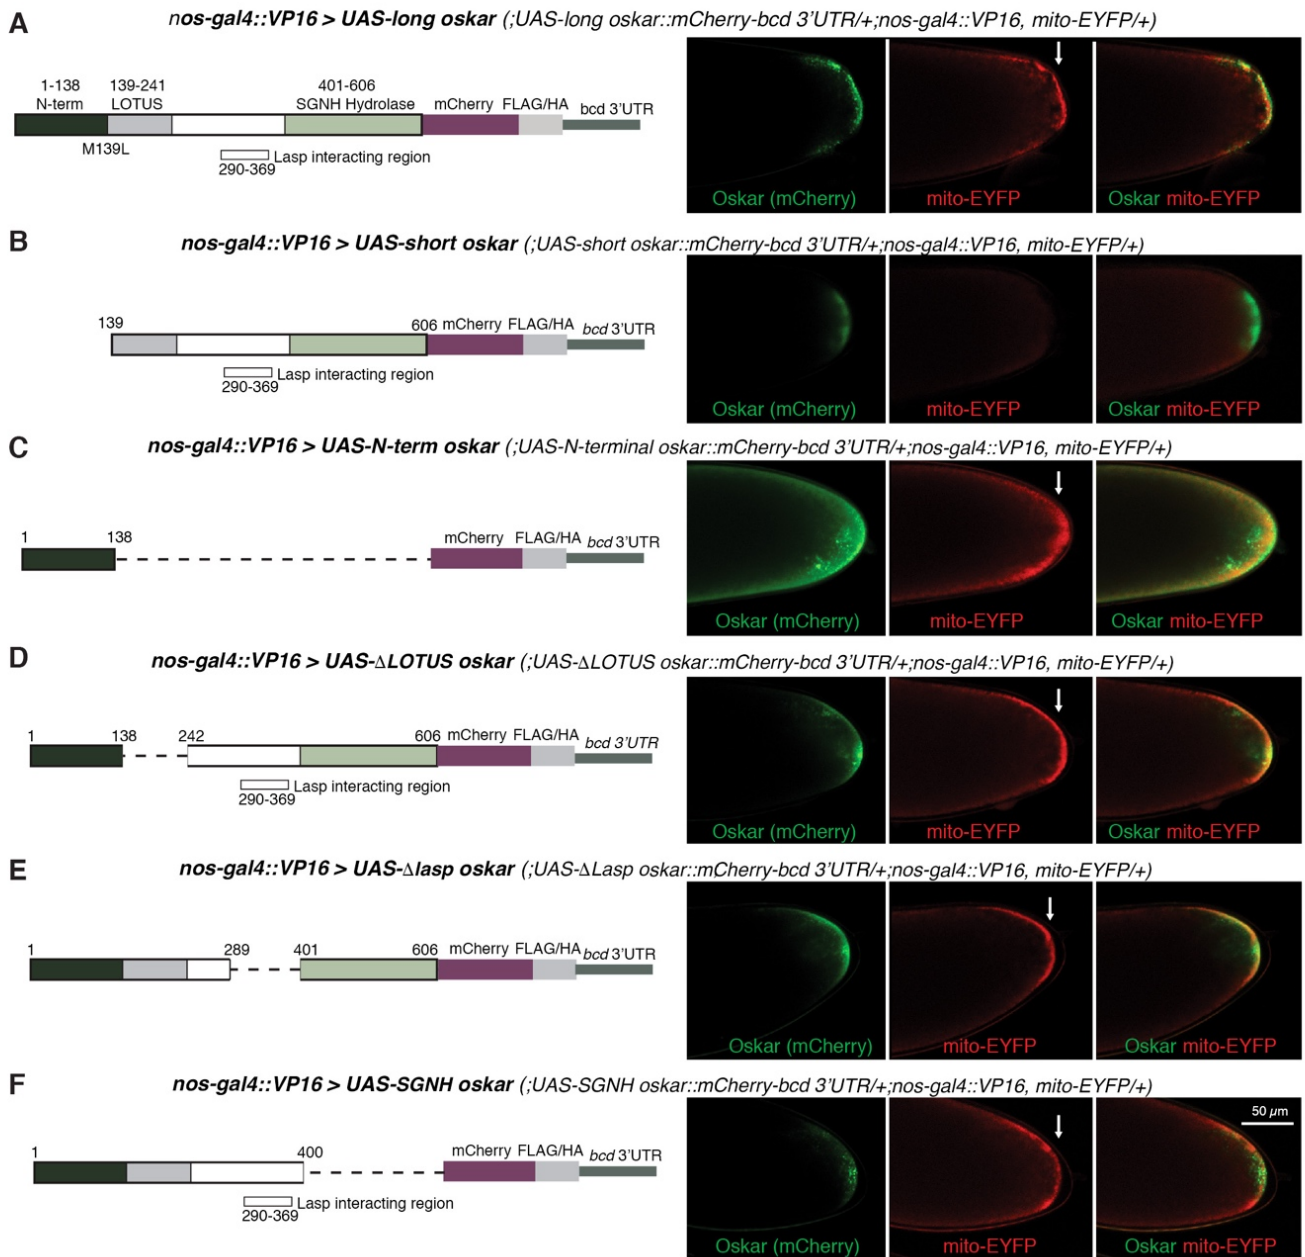 A nos-gal4::VP16 > UAS-long oskar (;UAS-long oskar::mCherry-bcd 3'UTR/+;nos-gal4::VP16, mito-EYFP/+)
1-138 139-241 401-606
N-term LOTUS SGNH Hydrolase mCherry FLAG/HA bcd 3'UTR
M139L
Lasp interacting region
290-369
Oskar (mCherry) mito-EYFP Oskar mito-EYFP
B nos-gal4::VP16 > UAS-short oskar (;UAS-short oskar::mCherry-bcd 3'UTR/+;nos-gal4::VP16, mito-EYFP/+)
139 606 mCherry FLAG/HA bcd 3'UTR
Lasp interacting region
290-369
Oskar (mCherry) mito-EYFP Oskar mito-EYFP
C nos-gal4::VP16 > UAS-N-term oskar (;UAS-N-terminal oskar::mCherry-bcd 3'UTR/+;nos-gal4::VP16, mito-EYFP/+)
1 138 mCherry FLAG/HA bcd 3'UTR
Oskar (mCherry) mito-EYFP Oskar mito-EYFP
D nos-gal4::VP16 > UAS-ΔLOTUS oskar (;UAS-ΔLOTUS oskar::mCherry-bcd 3'UTR/+;nos-gal4::VP16, mito-EYFP/+)
1 138 242 606 mCherry FLAG/HA bcd 3'UTR
Lasp interacting region
290-369
Oskar (mCherry) mito-EYFP Oskar mito-EYFP
E nos-gal4::VP16 > UAS-Δlasp oskar (;UAS-ΔLasp oskar::mCherry-bcd 3'UTR/+;nos-gal4::VP16, mito-EYFP/+)
1 289 401 606 mCherry FLAG/HA bcd 3'UTR
Oskar (mCherry) mito-EYFP Oskar mito-EYFP
F nos-gal4::VP16 > UAS-SGNH oskar (;UAS-SGNH oskar::mCherry-bcd 3'UTR/+;nos-gal4::VP16, mito-EYFP/+)
50 µm
1 400 mCherry FLAG/HA bcd 3'UTR
Lasp interacting region
290-369
Oskar (mCherry) mito-EYFP Oskar mito-EYFP